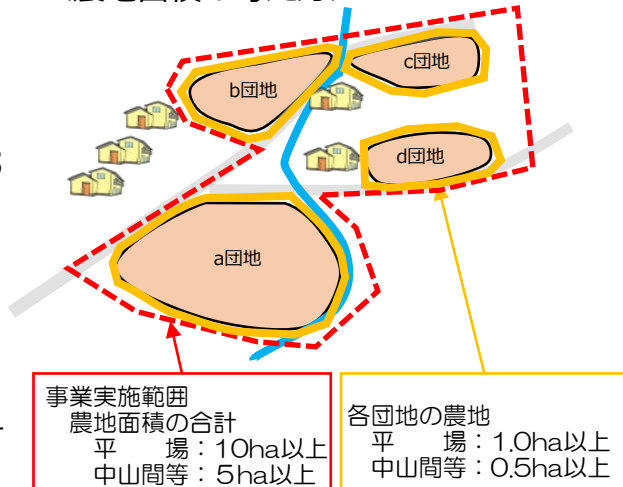 b団地
c団地
d団地
a団地
事業実施範囲
農地面積の合計
平　　場：10ha以上
中山間等：5ha以上
各団地の農地
平　　場：1.0ha以上
中山間等：0.5ha以上